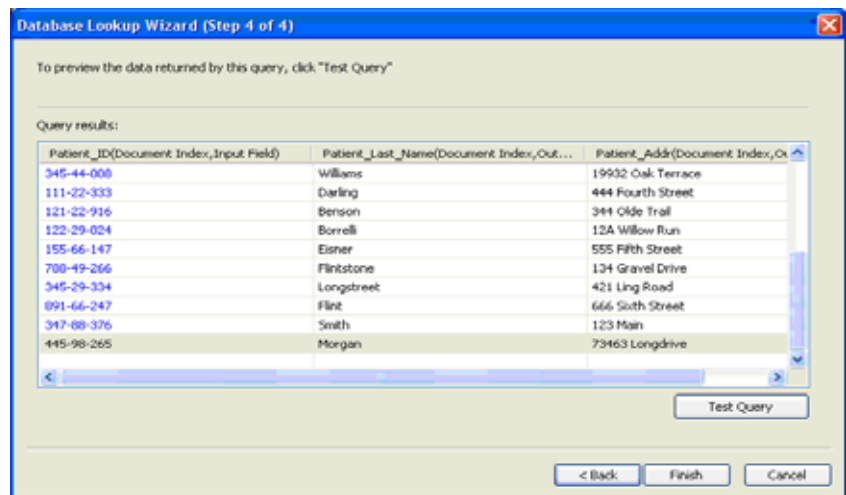 Database Lookup Wizard (Step 4 of 4)
To preview the data returned by this query, click "Test Query"
Query results:
Patient_ID(Document Index,Input Field) Patient_Last_Name(Document Index,Out... Patient_Addr(Document Index,Ou
345-44-008 Williams 19932 Oak Terrace
111-22-333 Darling 444 Fourth Street
121-22-916 Benson 344 Olde Trail
122-29-024 Borrelli 12A Willow Run
155-66-147 Eisner 555 Fifth Street
788-49-266 Flintstone 134 Gravel Drive
345-29-334 Longstreet 421 Ling Road
891-66-247 Flint 666 Sixth Street
347-88-376 Smith 123 Main
445-98-265 Morgan 73463 Longdrive
Test Query
< Back Finish Cancel